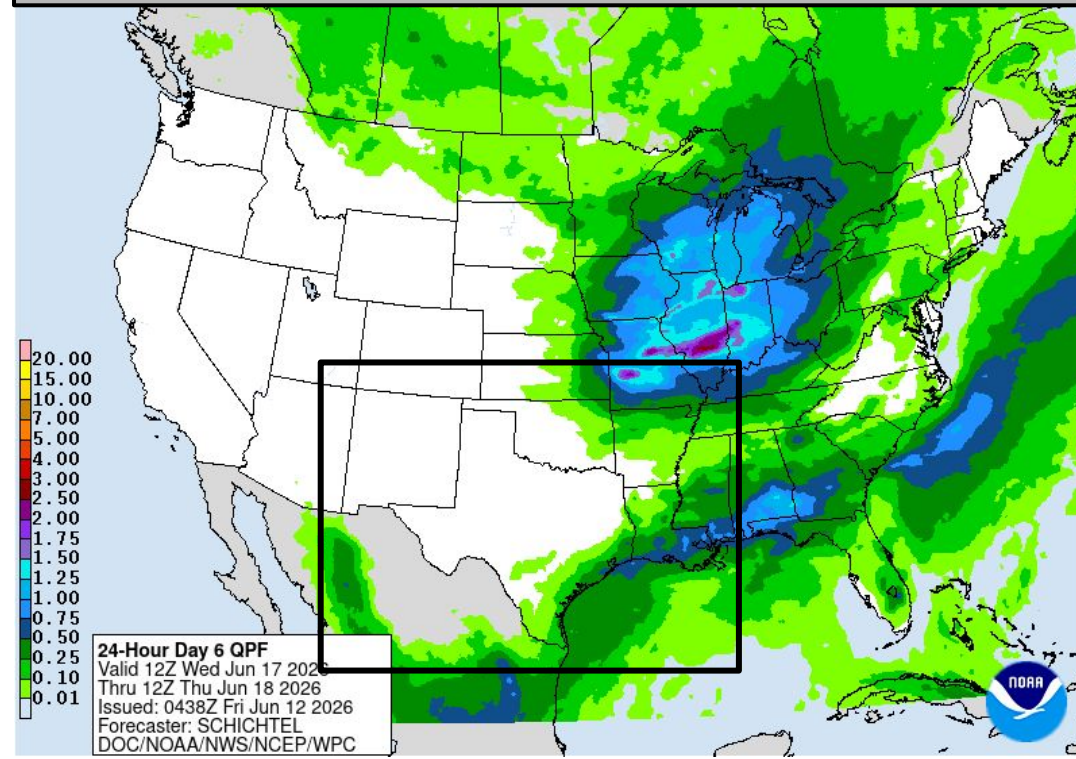 20.00
15.00
10.00
7.00
5.00
4.00
3.00
2.50
2.00
1.75
1.50
1.25
1.00
0.75
0.50
0.25
0.10
0.01
24-Hour Day 6 QPF
Valid 12Z Wed Jun 17 2026
Thru 12Z Thu Jun 18 2026
Issued: 0438Z Fri Jun 12 2026
Forecaster: SCHICHTEL
DOC/NOAA/NWS/NCEP/WPC
NOAA